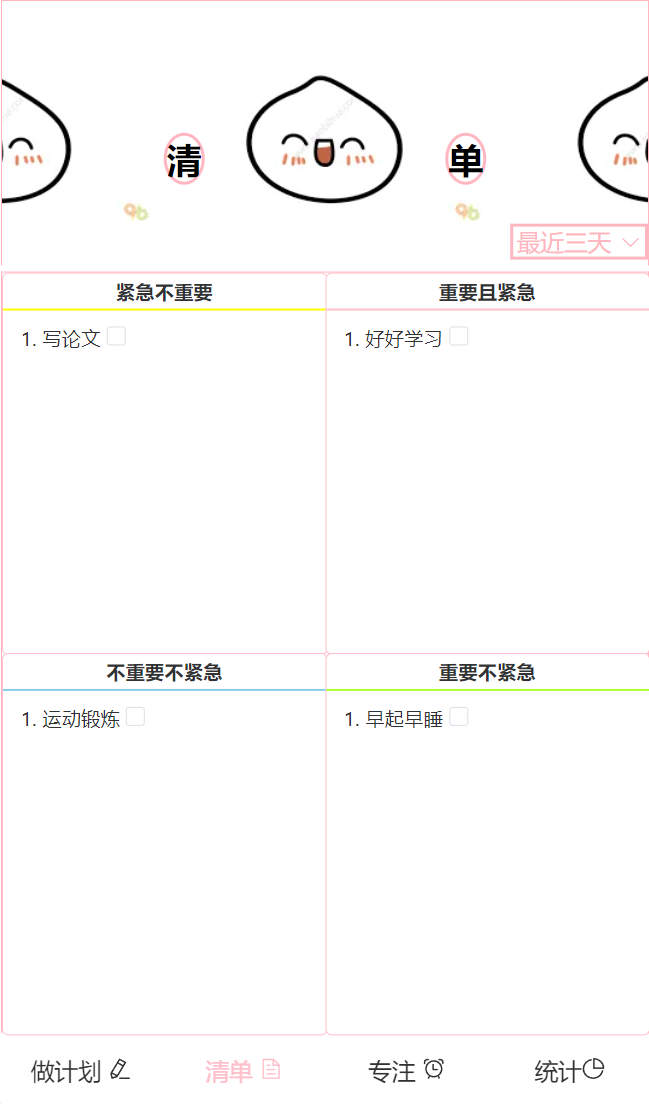 清 单
最近三天
紧急不重要
1. 写论文
重要且紧急
1. 好好学习
不重要不紧急
1. 运动锻炼
重要不紧急
1. 早起早睡
做计划 清单 专注 统计